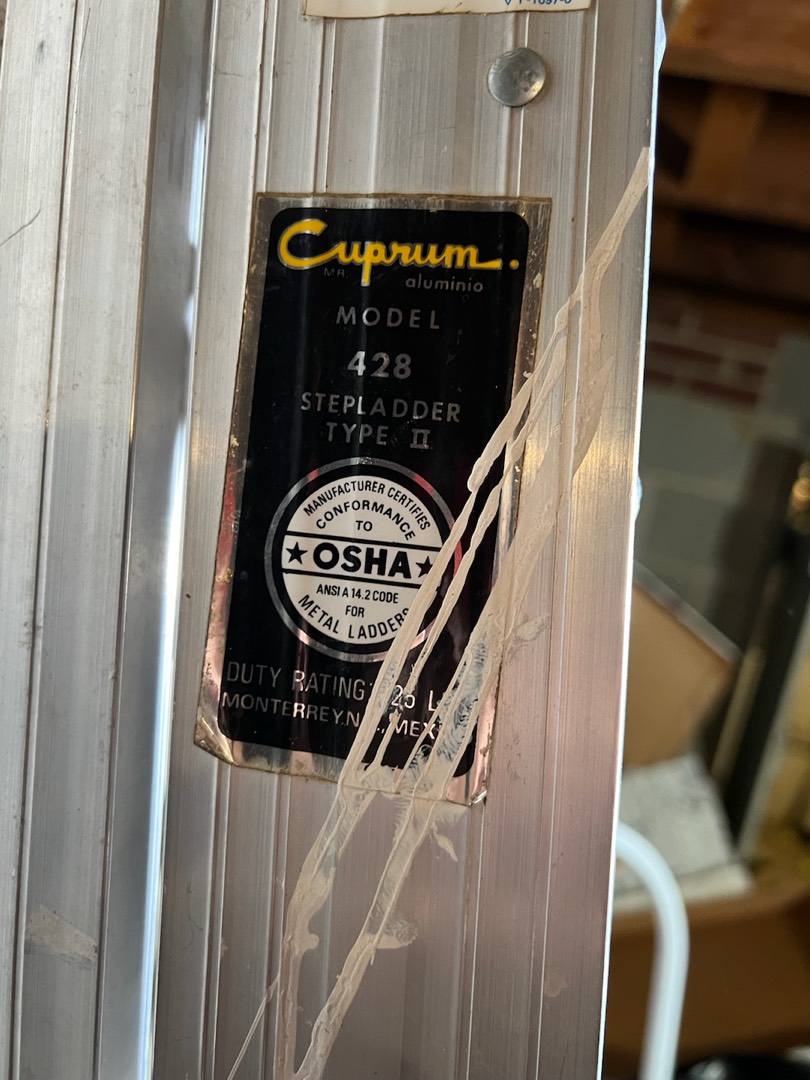 Cuprum.
MR. aluminio
MODEL
428
STEPLADDER
TYPE II
MANUFACTURER CERTIFIES
CONFORMANCE
TO
★OSHA★
ANSI A 14.2 CODE
FOR
METAL LADDERS
DUTY RATING
MONTERREY.N.